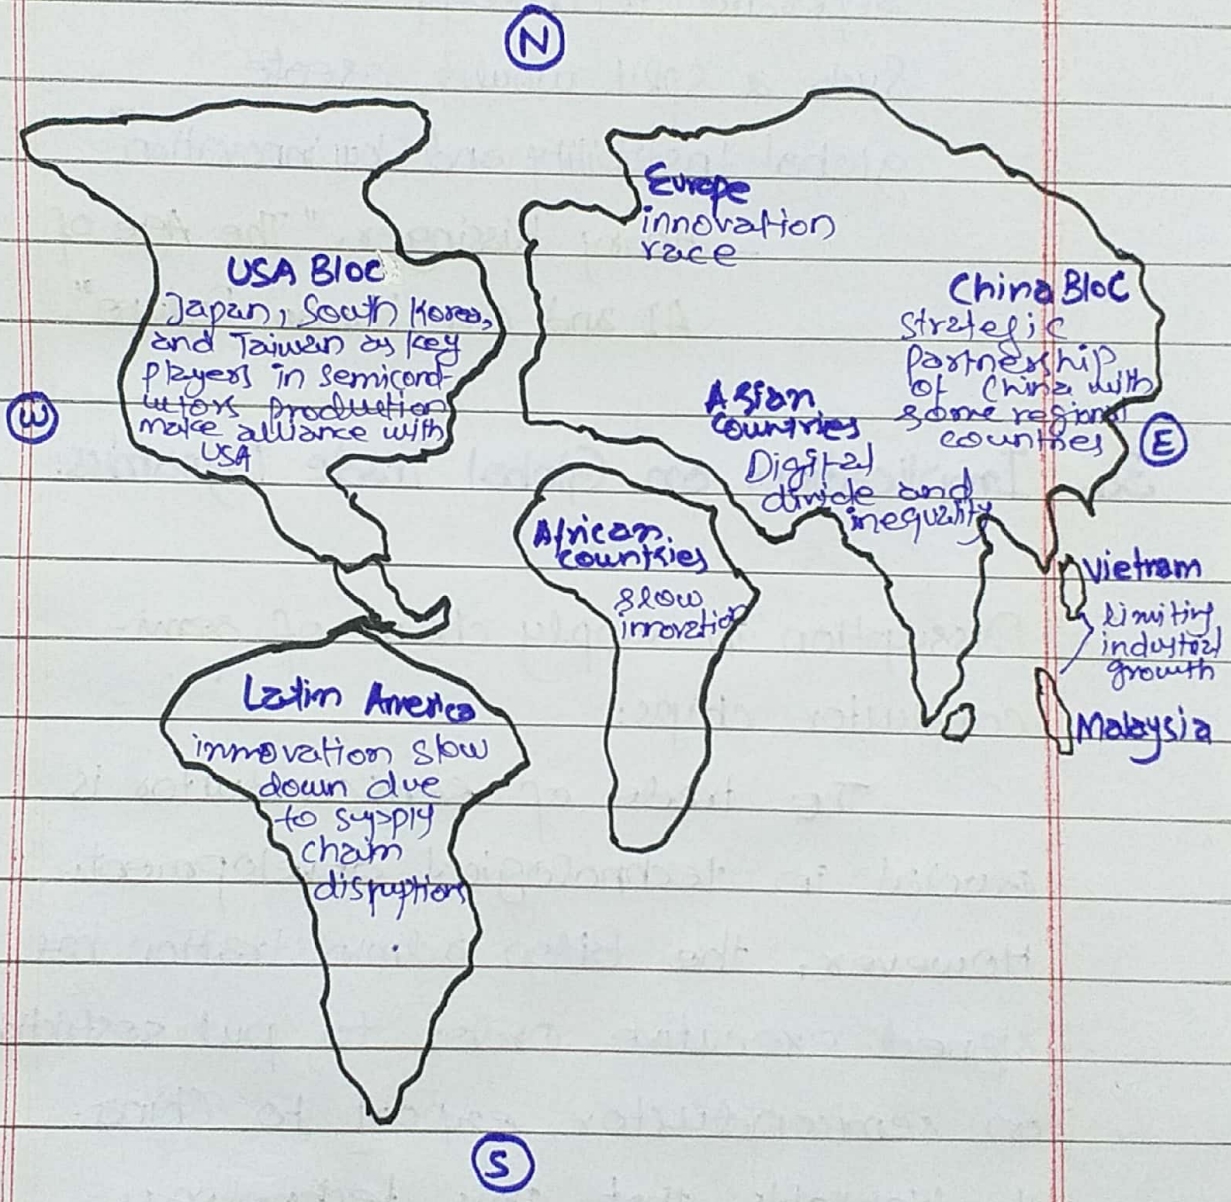 N
Europe
innovation
race
USA Bloc
Japan, South Korea,
and Taiwan as key
players in semicond-
uctors production
make alliance with
USA
China Bloc
strategic
partnership
of China with
some regional
countries
W
E
Asian
countries
Digital
divide and
inequality
African
countries
slow
innovation
Vietnam
limiting
industrial
growth
Malaysia
Latin America
innovation slow
down due
to supply
chain
disruptions
S